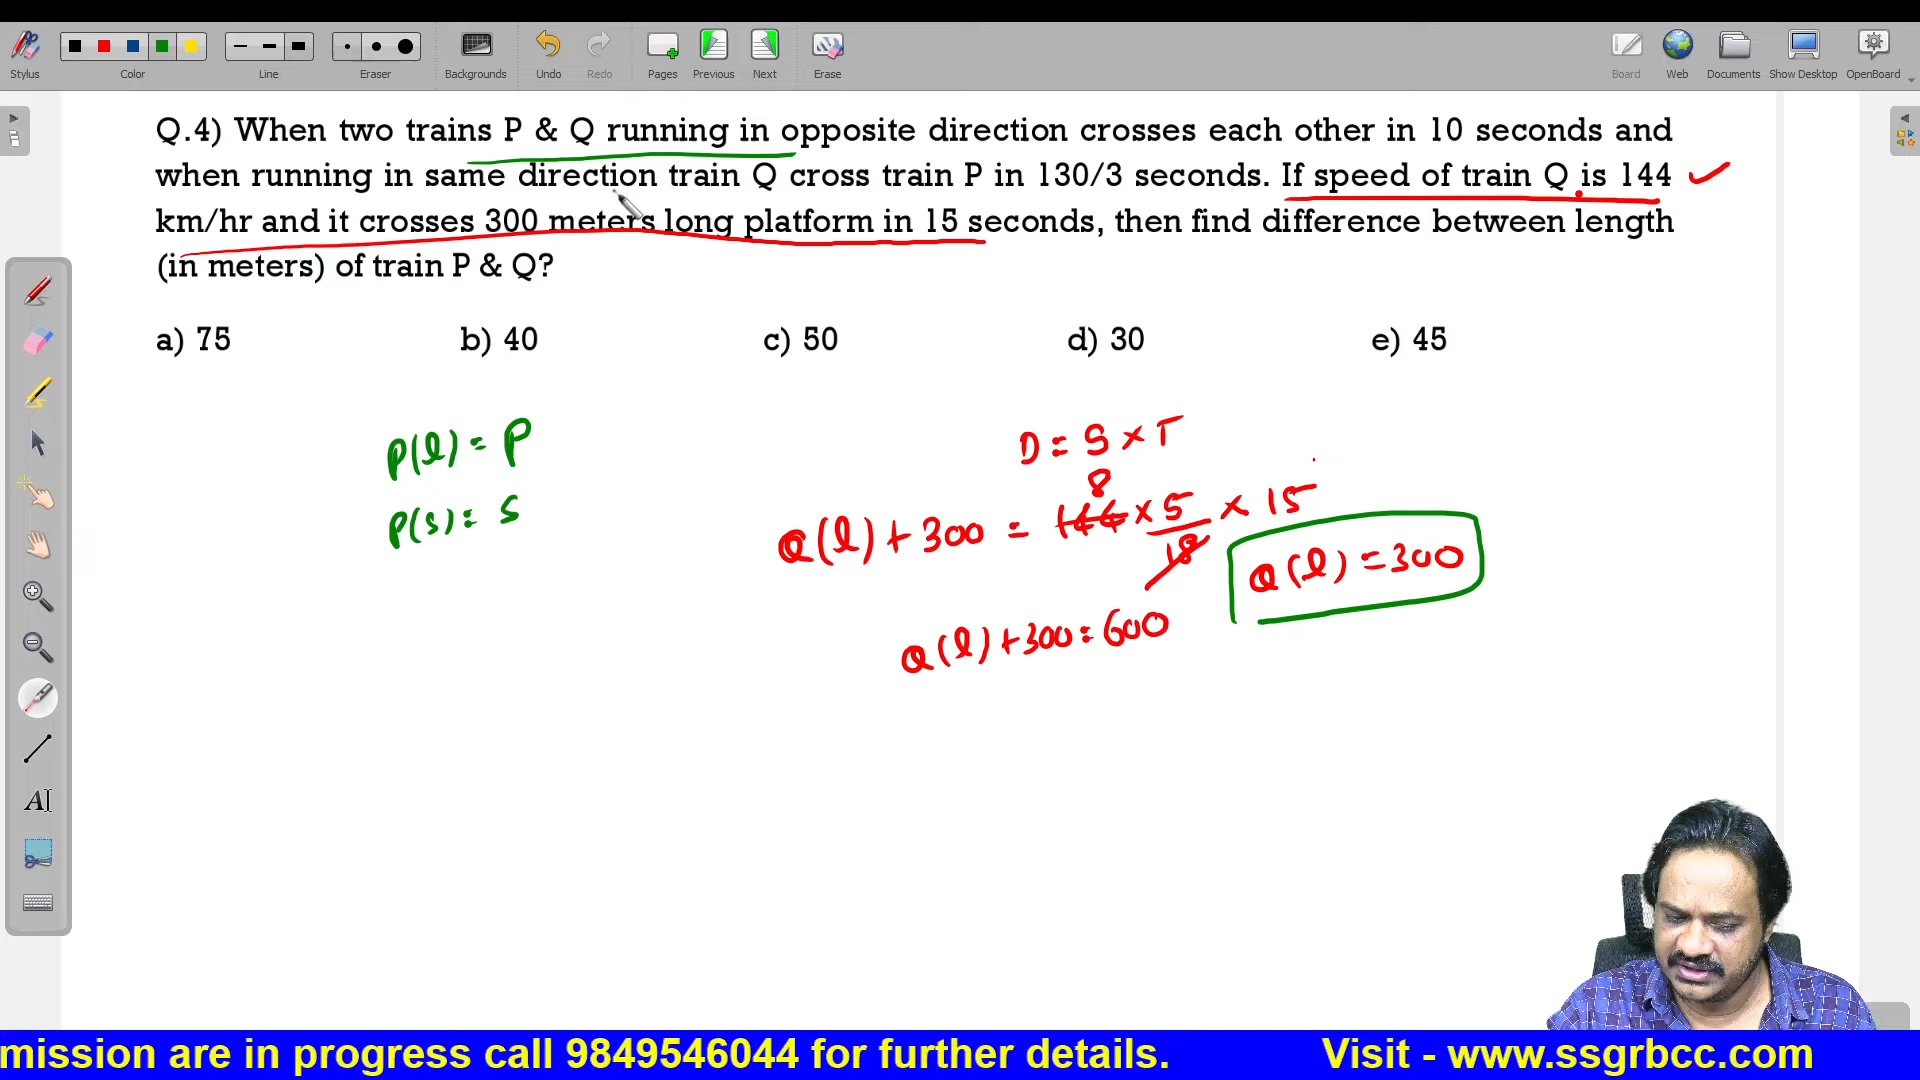 Stylus
Color
Line
Eraser
Backgrounds
Undo
Redo
Pages
Previous
Next
Erase
Board
Web
Documents
Show Desktop
OpenBoard
Q.4) When two trains P & Q running in opposite direction crosses each other in 10 seconds and
when running in same direction train Q cross train P in 130/3 seconds. If speed of train Q is 144
km/hr and it crosses 300 meters long platform in 15 seconds, then find difference between length
(in meters) of train P & Q?
a) 75 b) 40 c) 50 d) 30 e) 45
P(l) = P
P(s) = S
D = S × T
8
Q(l) + 300 = 144 × 5/18 × 15
Q(l) = 300
Q(l) + 300 = 600
AI
mission are in progress call 9849546044 for further details. Visit - www.ssgrbcc.com